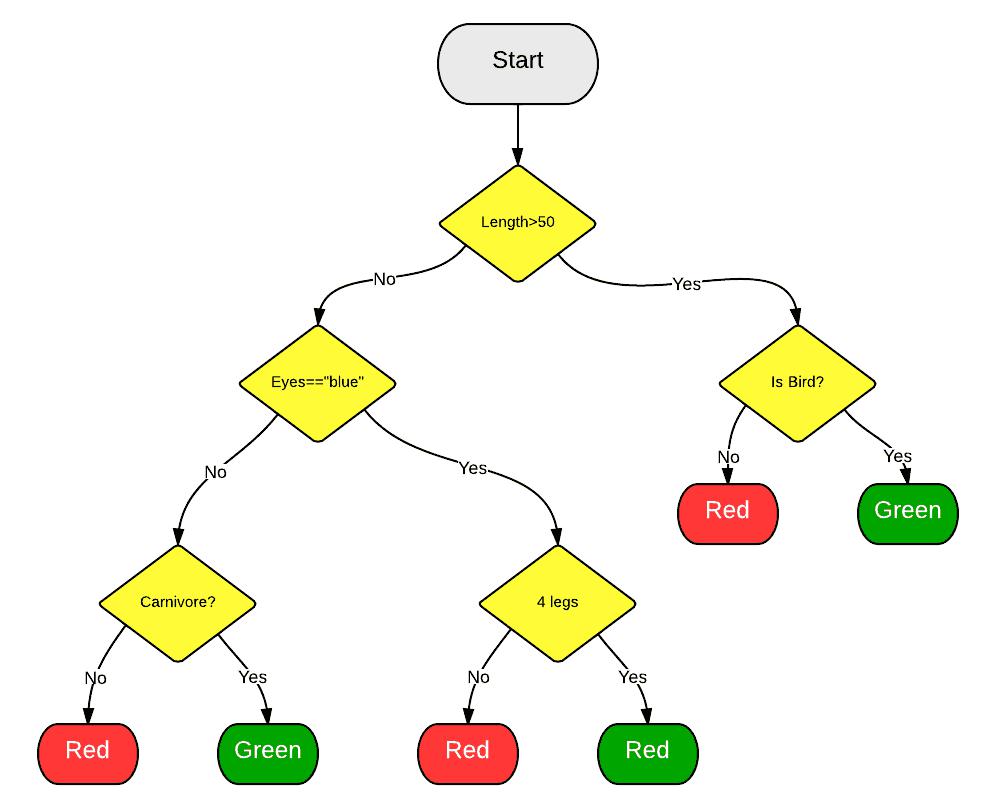 Start
Length>50
No
Yes
Eyes=="blue"
Is Bird?
No
Yes
No
Yes
Red
Green
Carnivore?
4 legs
No
Yes
No
Yes
Red
Green
Red
Red